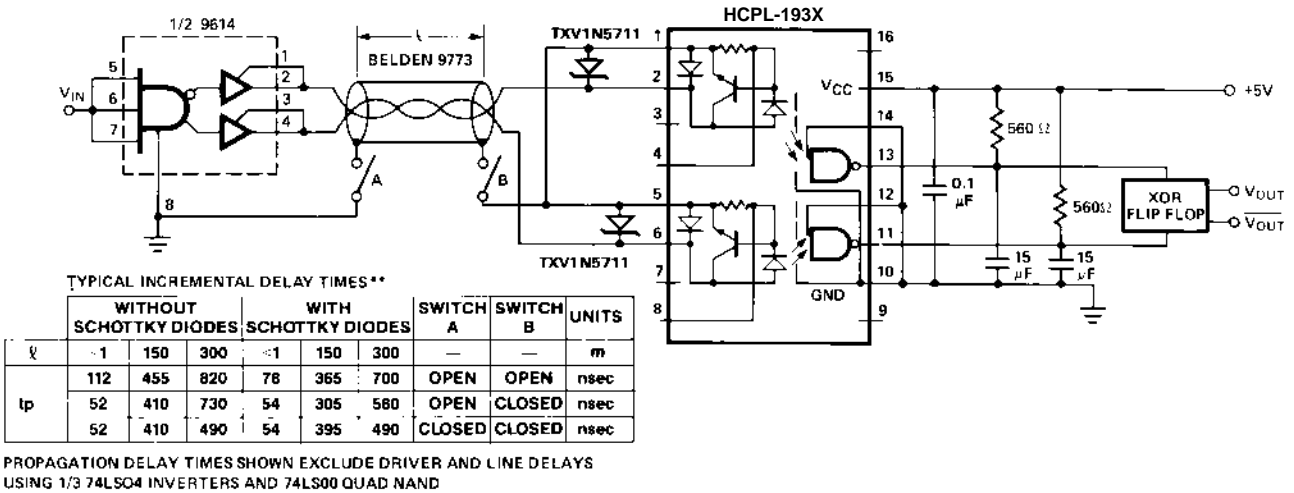 1/2 9614
ℓ
BELDEN 9773
TXV1N5711
HCPL-193X
VIN
5
6
7
1
2
3
4
8
A
B
TXV1N5711
1
2
3
4
5
6
7
8
16
15
14
13
12
11
10
9
VCC
GND
+5V
560 Ω
0.1 µF
560Ω
15 µF
15 µF
XOR
FLIP FLOP
VOUT
VOUT
TYPICAL INCREMENTAL DELAY TIMES**
WITHOUT SCHOTTKY DIODES WITH SCHOTTKY DIODES SWITCH A SWITCH B UNITS
ℓ <1 150 300 <1 150 300 — — m
tp 112 455 820 78 365 700 OPEN OPEN nsec
52 410 730 54 305 560 OPEN CLOSED nsec
52 410 490 54 395 490 CLOSED CLOSED nsec
PROPAGATION DELAY TIMES SHOWN EXCLUDE DRIVER AND LINE DELAYS
USING 1/3 74LSO4 INVERTERS AND 74LS00 QUAD NAND